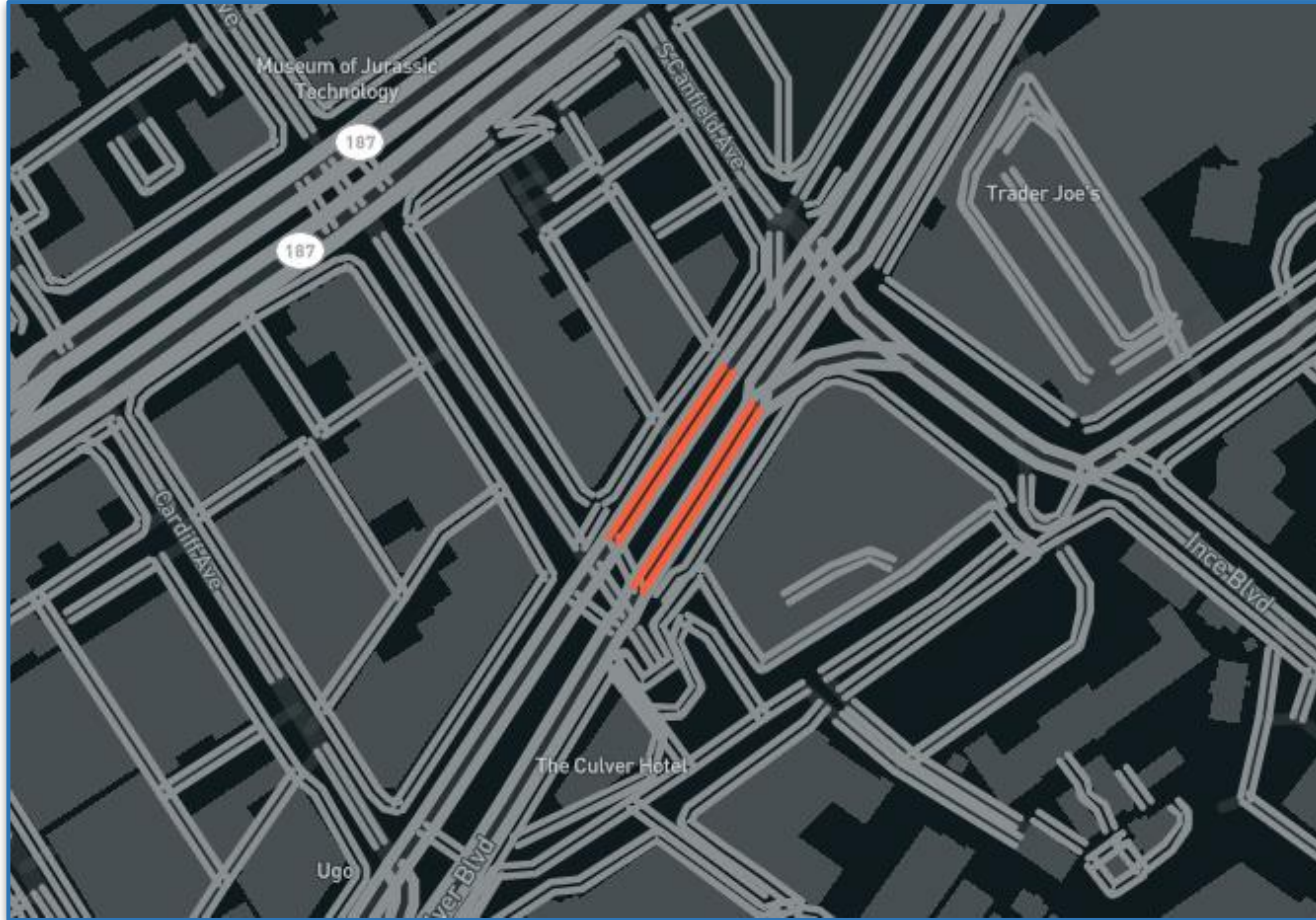 Museum of Jurassic
Technology
187
S Canfield Ave
Trader Joe's
187
Cardiff Ave
Ince Blvd
The Culver Hotel
Ugo
ver Blvd